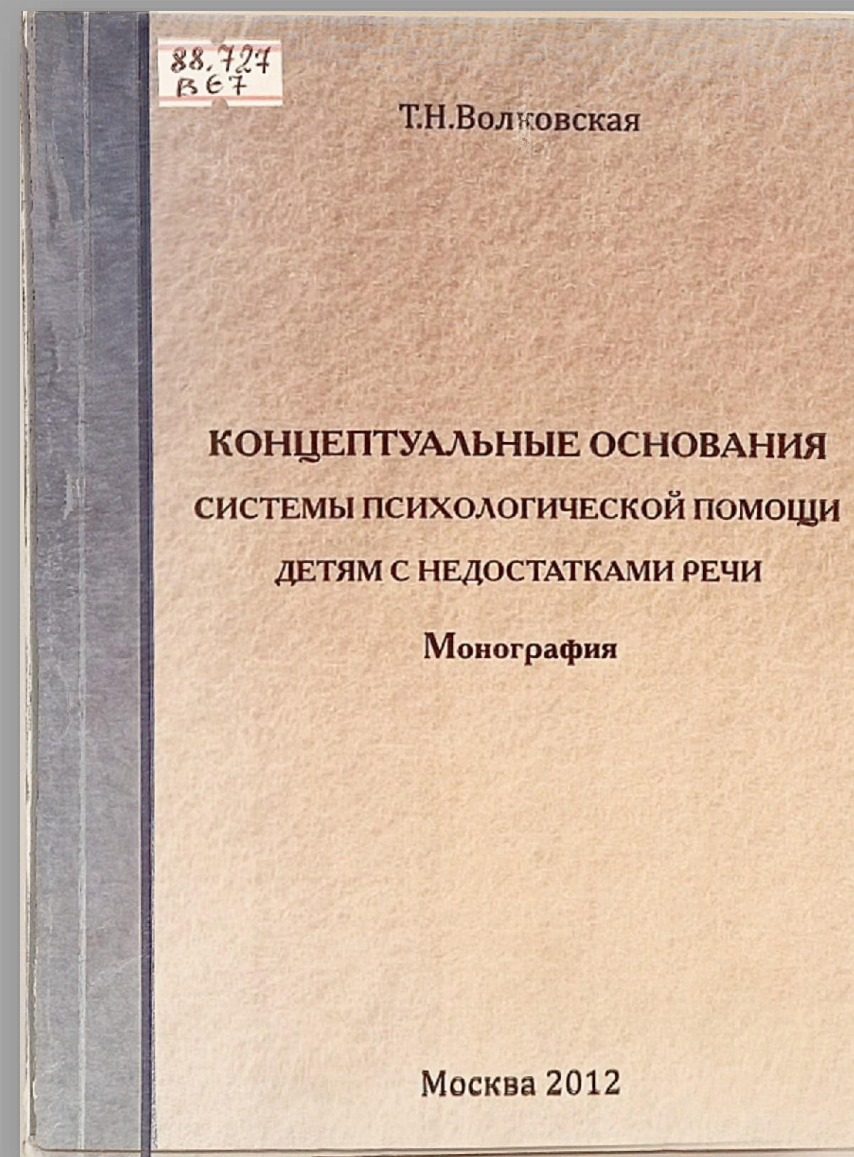 88.727
В67
Т.Н.Волковская
КОНЦЕПТУАЛЬНЫЕ ОСНОВАНИЯ
СИСТЕМЫ ПСИХОЛОГИЧЕСКОЙ ПОМОЩИ
ДЕТЯМ С НЕДОСТАТКАМИ РЕЧИ
Монография
Москва 2012